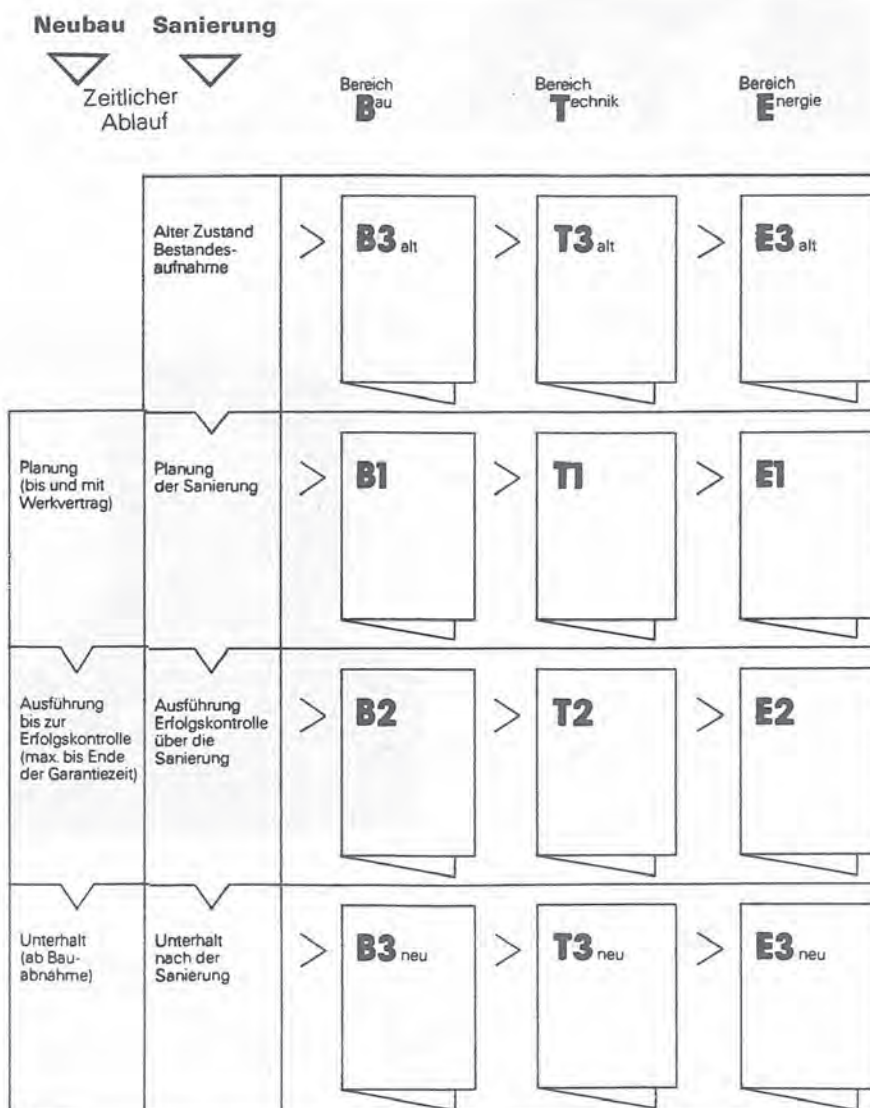 Neubau Sanierung
Zeitlicher
Ablauf
Bereich
Bau
Bereich
Technik
Bereich
Energie
Alter Zustand
Bestandes-
aufnahme
B3 alt
T3 alt
E3 alt
Planung
(bis und mit
Werkvertrag)
Planung
der Sanierung
B1
T1
E1
Ausführung
bis zur
Erfolgskontrolle
(max. bis Ende
der Garantiezeit)
Ausführung
Erfolgskontrolle
über die
Sanierung
B2
T2
E2
Unterhalt
(ab Bau-
abnahme)
Unterhalt
nach der
Sanierung
B3 neu
T3 neu
E3 neu